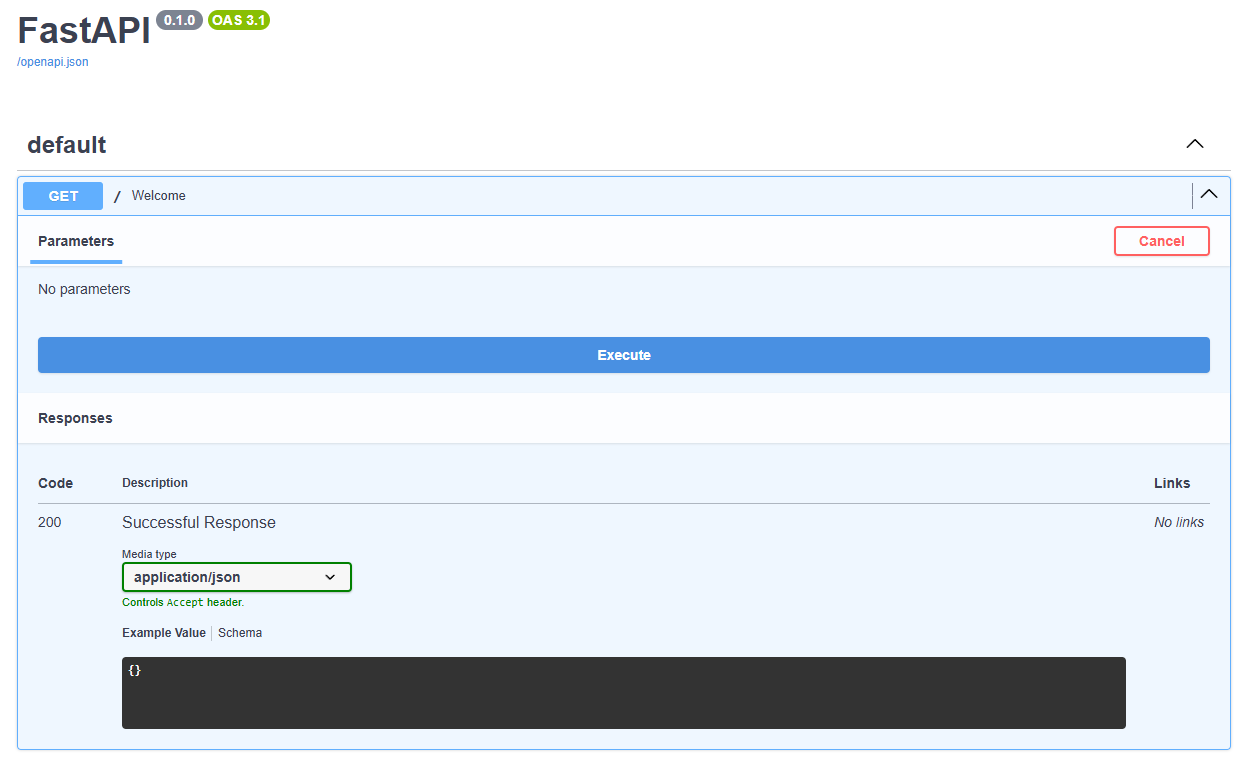 FastAPI 0.1.0 OAS 3.1
/openapi.json
default
GET / Welcome
Parameters Cancel
No parameters
Execute
Responses
Code Description Links
200 Successful Response No links
Media type
application/json
Controls Accept header.
Example Value Schema
{}